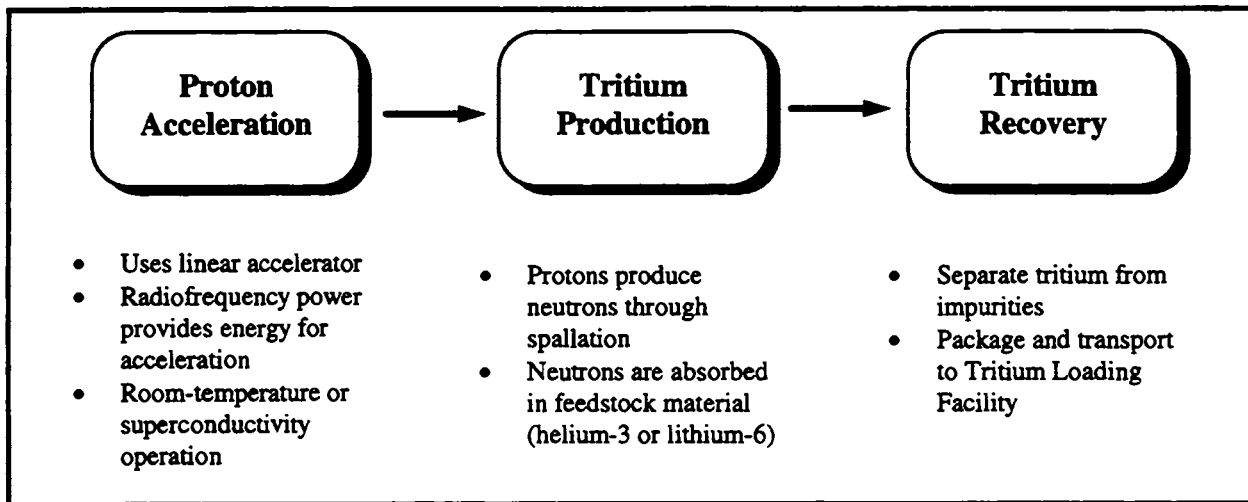 Proton
Acceleration
Tritium
Production
Tritium
Recovery
• Uses linear accelerator
• Radiofrequency power
provides energy for
acceleration
• Room-temperature or
superconductivity
operation
• Protons produce
neutrons through
spallation
• Neutrons are absorbed
in feedstock material
(helium-3 or lithium-6)
• Separate tritium from
impurities
• Package and transport
to Tritium Loading
Facility